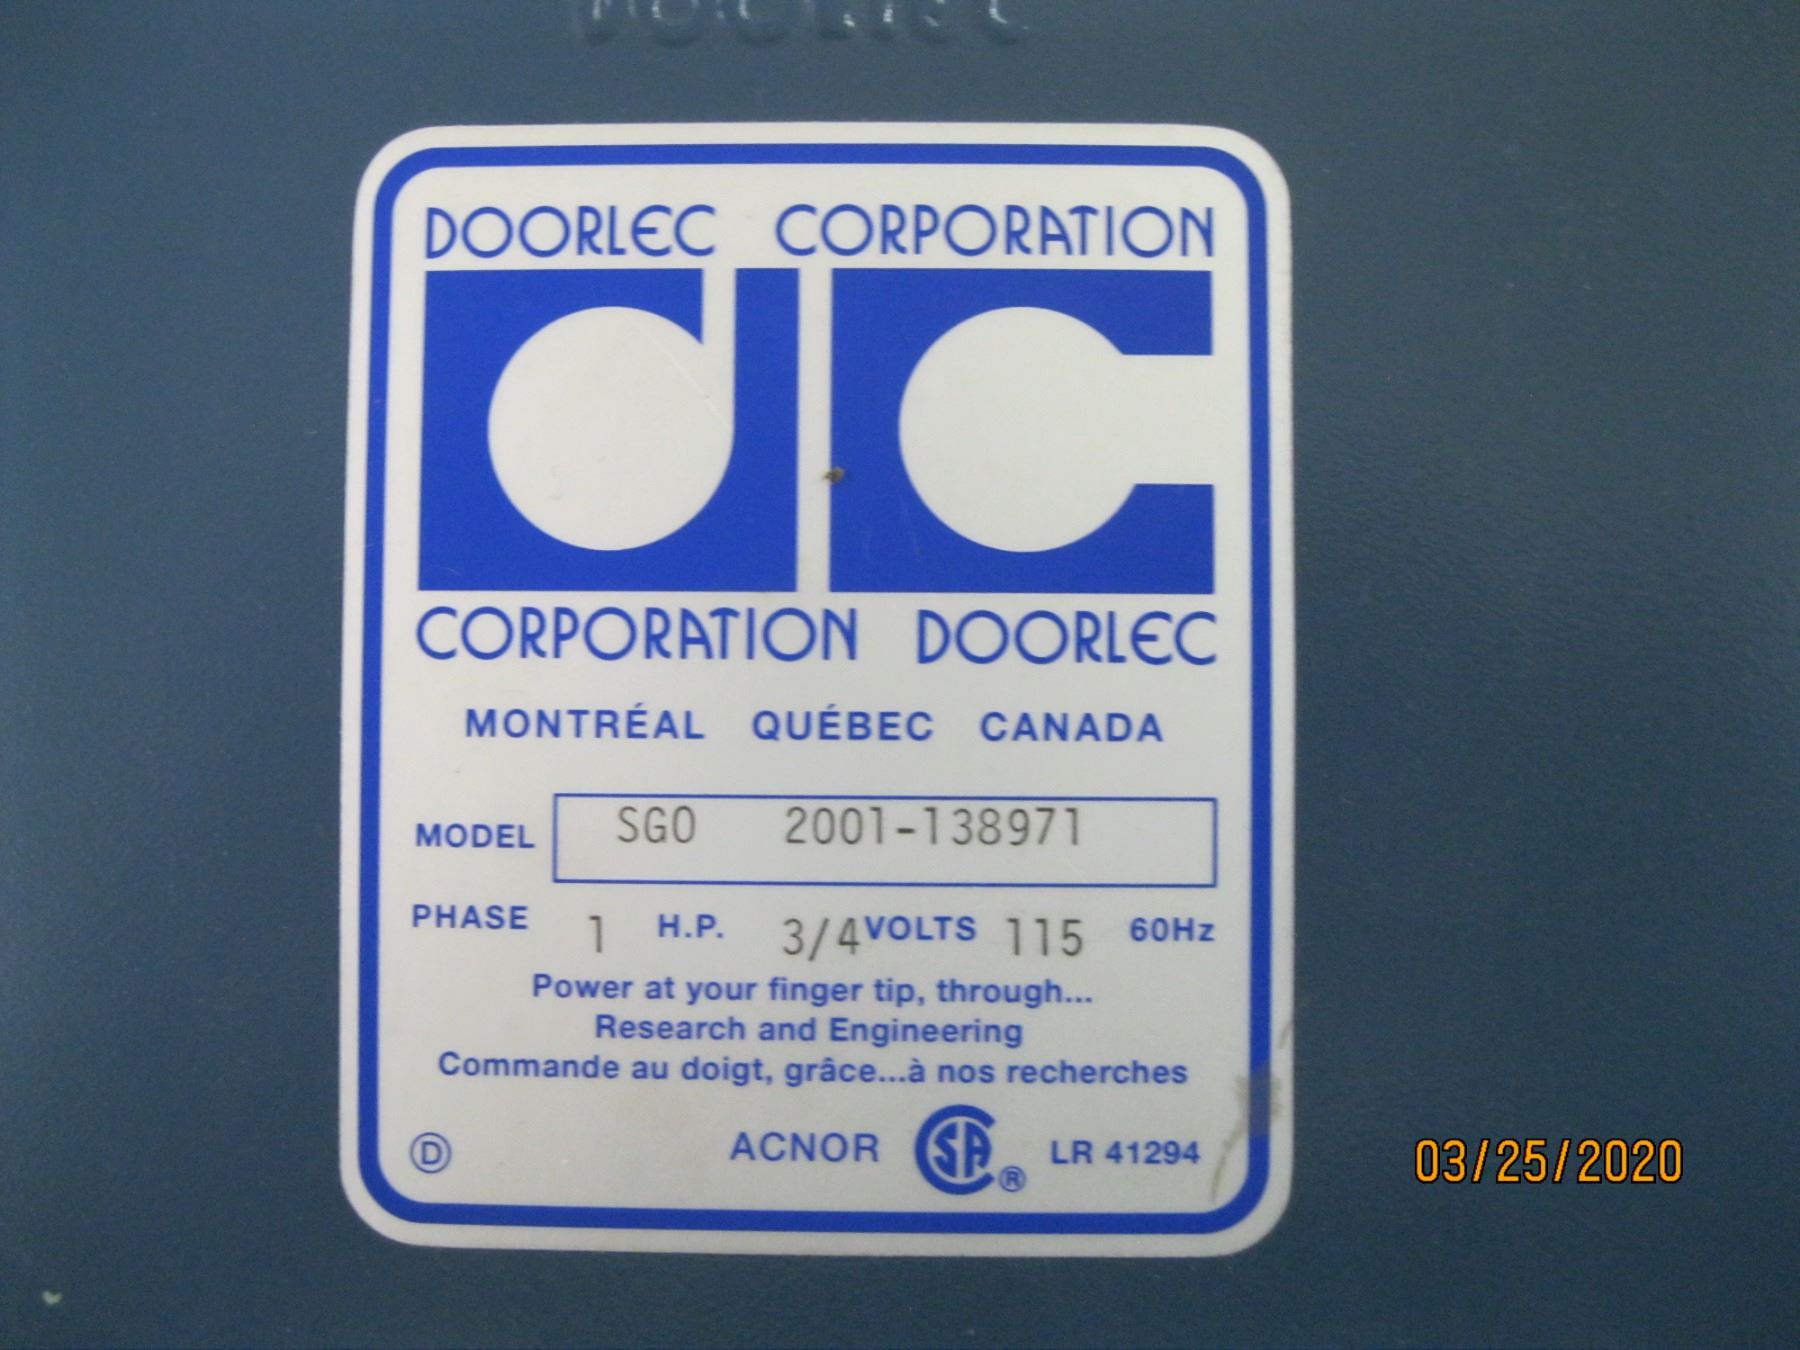 DOORLEC
DOORLEC CORPORATION
dc
CORPORATION DOORLEC
MONTRÉAL QUÉBEC CANADA
MODEL SGO 2001-138971
PHASE 1 H.P. 3/4 VOLTS 115 60Hz
Power at your finger tip, through...
Research and Engineering
Commande au doigt, grâce...à nos recherches
D ACNOR CSA ® LR 41294
03/25/2020